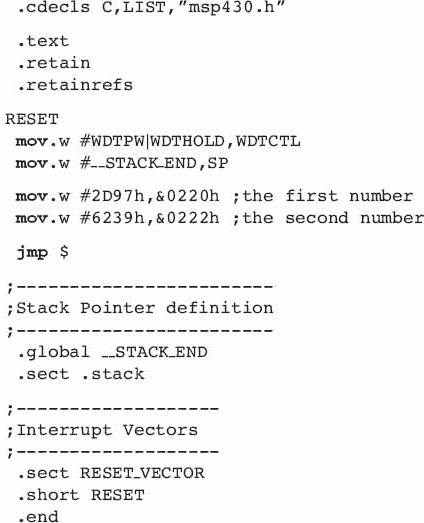 .cdecls C,LIST,”msp430.h”
.text
.retain
.retainrefs
RESET
mov.w #WDTPW|WDTHOLD,WDTCTL
mov.w #__STACK_END,SP
mov.w #2D97h,&0220h ;the first number
mov.w #6239h,&0222h ;the second number
jmp $
;------------------------
;Stack Pointer definition
;------------------------
.global __STACK_END
.sect .stack
;-------------------
;Interrupt Vectors
;-------------------
.sect RESET_VECTOR
.short RESET
.end